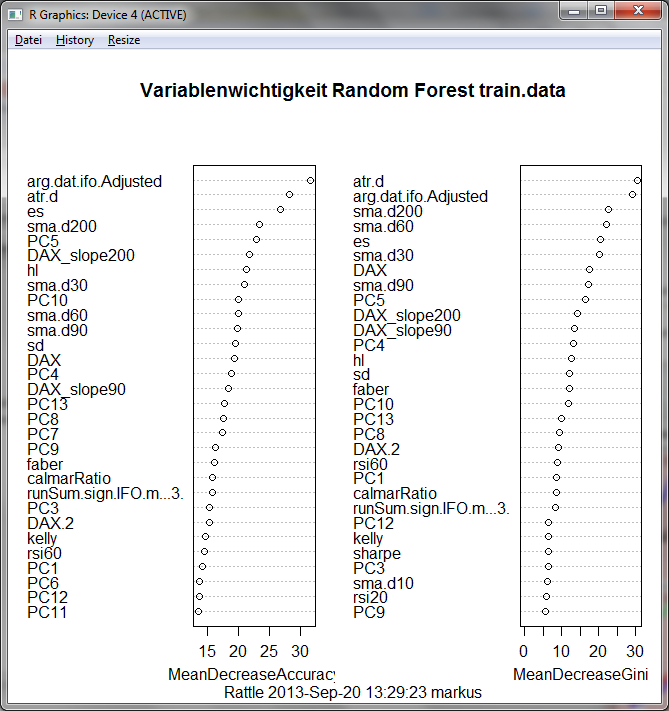 R Graphics: Device 4 (ACTIVE)
Datei History Resize
Variablenwichtigkeit Random Forest train.data
arg.dat.ifo.Adjusted
atr.d
es
sma.d200
PC5
DAX_slope200
hl
sma.d30
PC10
sma.d60
sma.d90
sd
DAX
PC4
DAX_slope90
PC13
PC8
PC7
PC9
faber
calmarRatio
runSum.sign.IFO.m...3.
PC3
DAX.2
kelly
rsi60
PC1
PC6
PC12
PC11
15 20 25 30
MeanDecreaseAccuracy
atr.d
arg.dat.ifo.Adjusted
sma.d200
sma.d60
es
sma.d30
DAX
sma.d90
PC5
DAX_slope200
DAX_slope90
PC4
hl
sd
faber
PC10
PC13
PC8
DAX.2
rsi60
PC1
calmarRatio
runSum.sign.IFO.m...3.
PC12
kelly
sharpe
PC3
sma.d10
rsi20
PC9
0 10 20 30
MeanDecreaseGini
Rattle 2013-Sep-20 13:29:23 markus